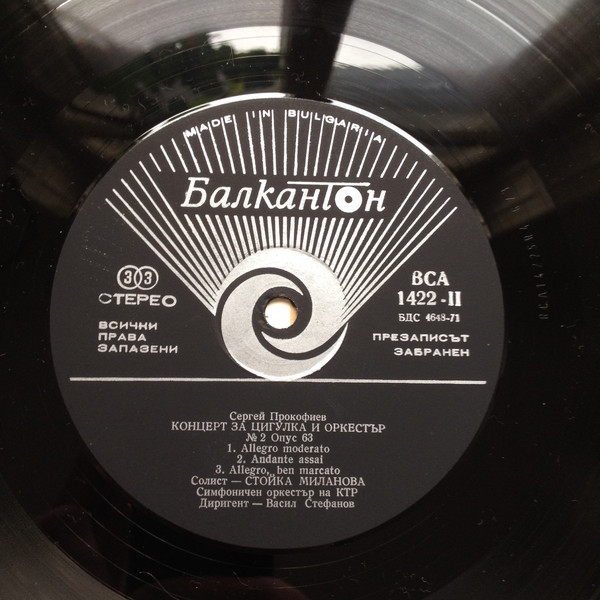 MADE IN BULGARIA
Балкантон
33
СТЕРЕО
ВСИЧКИ
ПРАВА
ЗАПАЗЕНИ
ВСА
1422-II
БДС 4648-71
ПРЕЗАПИСЪТ
ЗАБРАНЕН
Сергей Прокофиев
КОНЦЕРТ ЗА ЦИГУЛКА И ОРКЕСТЪР
№ 2 Опус 63
1. Allegro moderato
2. Andante assai
3. Allegro, ben marcato
Солист — СТОЙКА МИЛАНОВА
Симфоничен оркестър на КТР
Диригент — Васил Стефанов